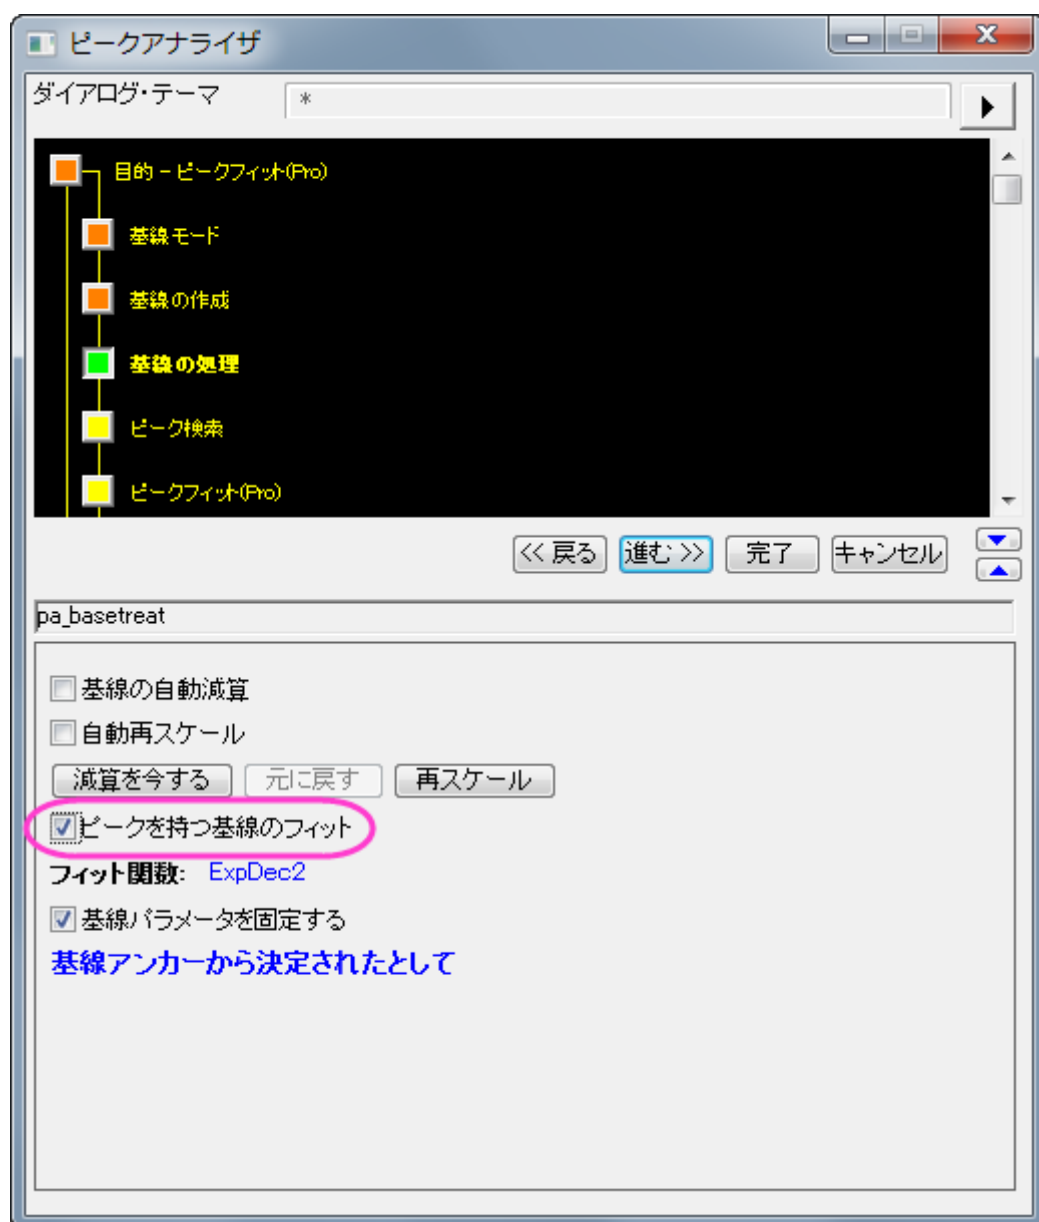 ピークアナライザ
ダイアログ・テーマ *
目的 - ピークフィット(Pro)
基線モード
基線の作成
基線の処理
ピーク検索
ピークフィット(Pro)
<< 戻る 進む >> 完了 キャンセル
pa_basetreat
基線の自動減算
自動再スケール
減算を今する 元に戻す 再スケール
ピークを持つ基線のフィット
フィット関数: ExpDec2
基線パラメータを固定する
基線アンカーから決定されたとして